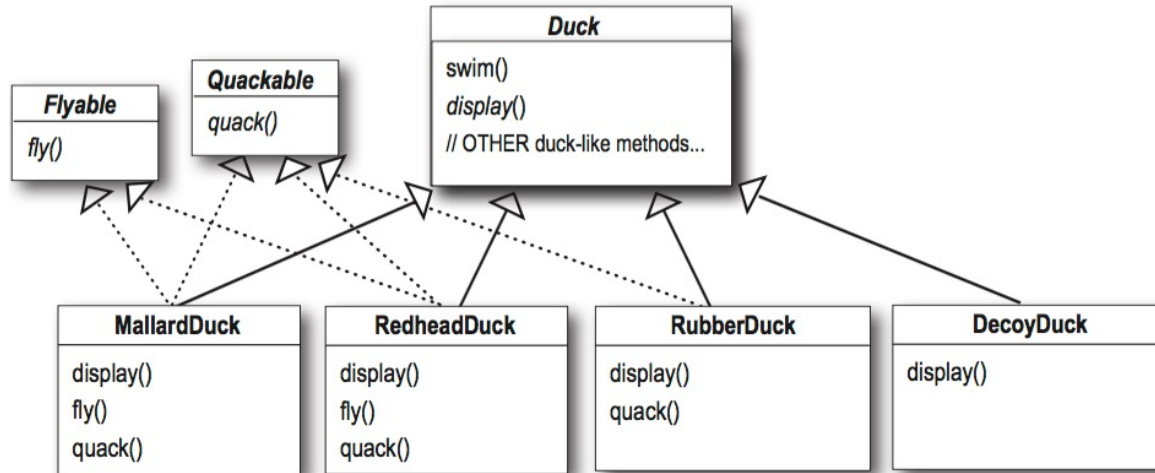 Duck
swim()
display()
// OTHER duck-like methods...
Quackable
quack()
Flyable
fly()
MallardDuck
display()
fly()
quack()
RedheadDuck
display()
fly()
quack()
RubberDuck
display()
quack()
DecoyDuck
display()